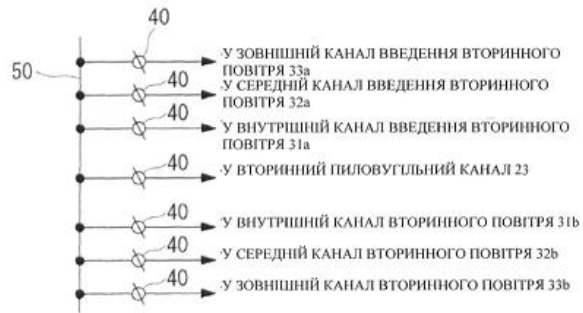 40
У ЗОВНІШНІЙ КАНАЛ ВВЕДЕННЯ ВТОРИННОГО
ПОВІТРЯ 33a
50
40
У СЕРЕДНІЙ КАНАЛ ВВЕДЕННЯ ВТОРИННОГО
ПОВІТРЯ 32a
40
У ВНУТРІШНІЙ КАНАЛ ВВЕДЕННЯ ВТОРИННОГО
ПОВІТРЯ 31a
40
У ВТОРИННИЙ ПИЛОВУГІЛЬНИЙ КАНАЛ 23
40
У ВНУТРІШНІЙ КАНАЛ ВТОРИННОГО ПОВІТРЯ 31b
40
У СЕРЕДНІЙ КАНАЛ ВТОРИННОГО ПОВІТРЯ 32b
40
У ЗОВНІШНІЙ КАНАЛ ВТОРИННОГО ПОВІТРЯ 33b